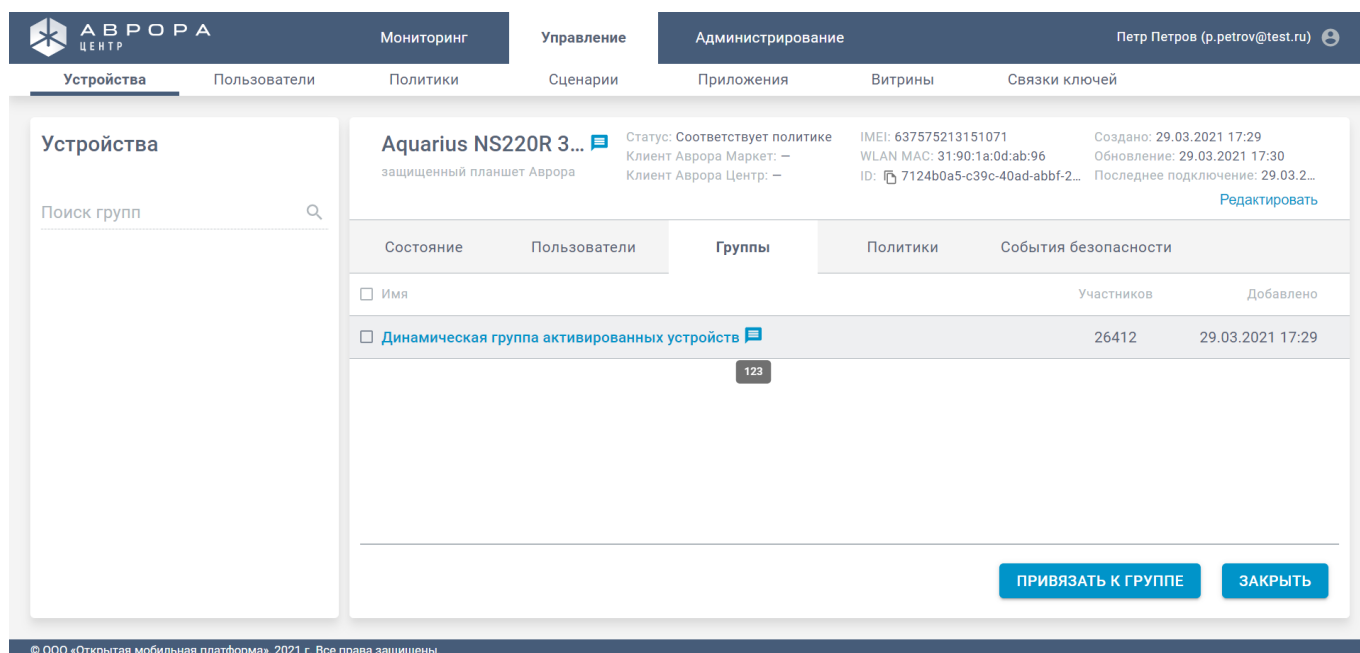 АВРОРА
ЦЕНТР
Мониторинг Управление Администрирование Петр Петров (p.petrov@test.ru)
Устройства Пользователи Политики Сценарии Приложения Витрины Связки ключей
Устройства
Поиск групп
Aquarius NS220R 3...
защищенный планшет Аврора
Статус: Соответствует политике
Клиент Аврора Маркет: —
Клиент Аврора Центр: —
IMEI: 637575213151071
WLAN MAC: 31:90:1a:0d:ab:96
ID: 7124b0a5-c39c-40ad-abbf-2...
Создано: 29.03.2021 17:29
Обновление: 29.03.2021 17:30
Последнее подключение: 29.03.2...
Редактировать
Состояние Пользователи Группы Политики События безопасности
Имя Участников Добавлено
Динамическая группа активированных устройств 26412 29.03.2021 17:29
123
ПРИВЯЗАТЬ К ГРУППЕ ЗАКРЫТЬ
© ООО «Открытая мобильная платформа», 2021 г. Все права защищены.